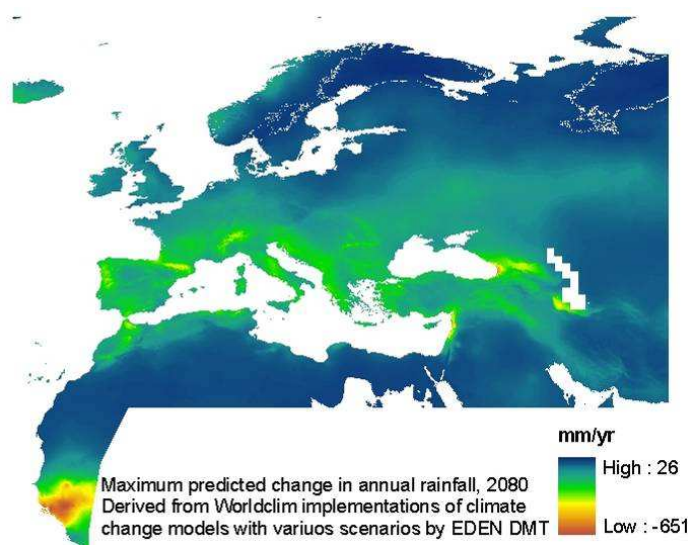 Maximum predicted change in annual rainfall, 2080
Derived from Worldclim implementations of climate
change models with variuos scenarios by EDEN DMT
mm/yr
High : 26
Low : -651